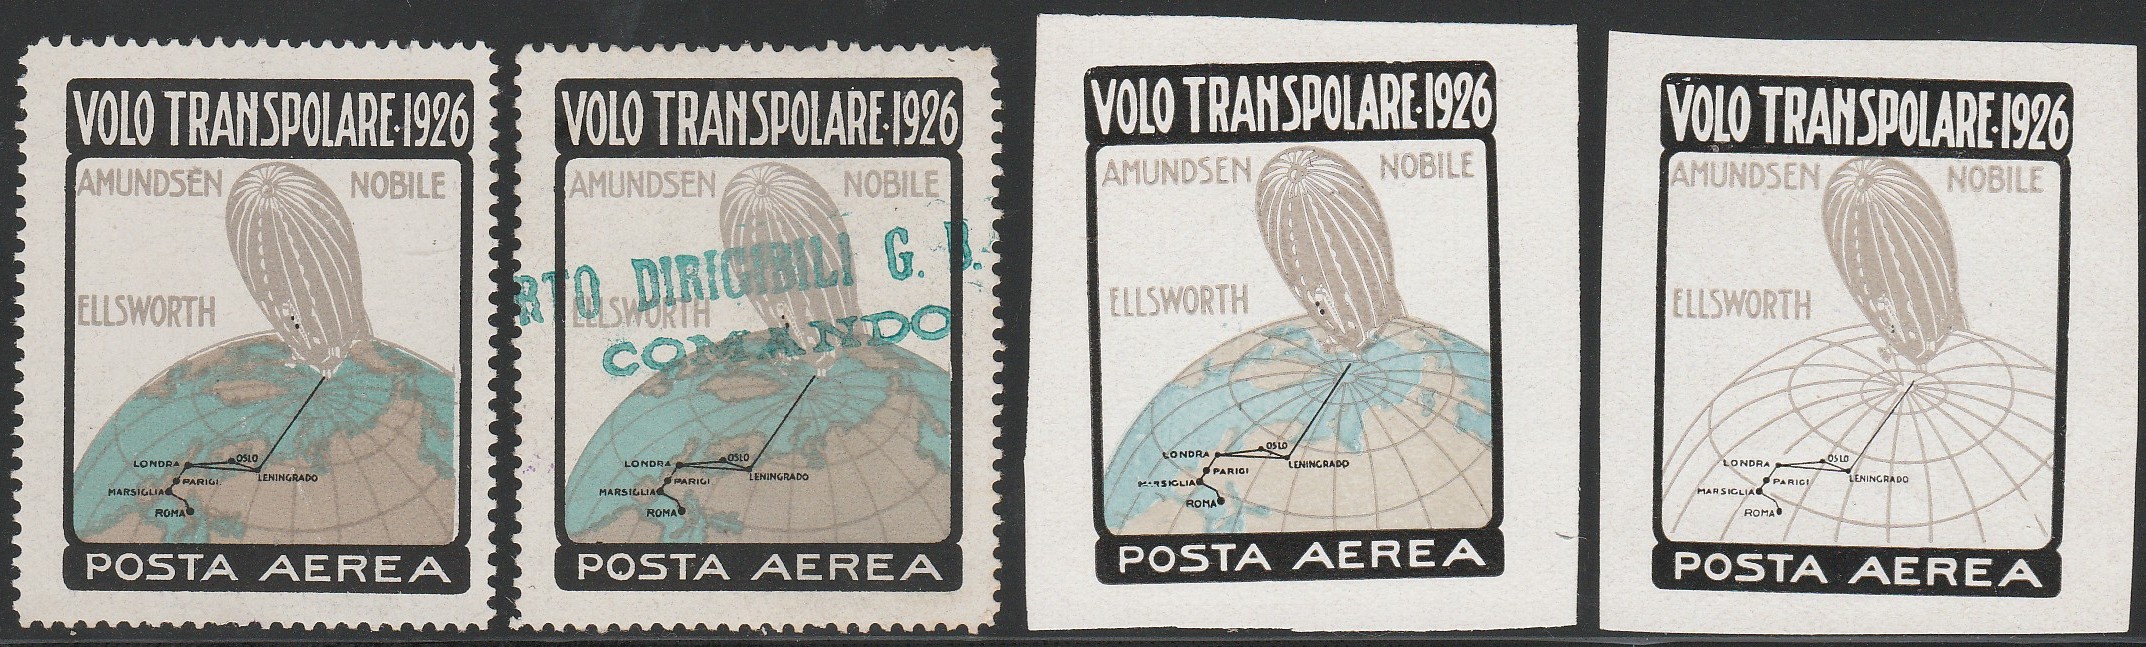 VOLO TRANSPOLARE·1926
AMUNDSEN NOBILE
ELLSWORTH
LONDRA OSLO
LENINGRADO
PARIGI
MARSIGLIA
ROMA
POSTA AEREA
VOLO TRANSPOLARE·1926
AMUNDSEN NOBILE
RTO DIRIGIBILI G. B.
ELLSWORTH
COMANDO
LONDRA OSLO
LENINGRADO
PARIGI
MARSIGLIA
ROMA
POSTA AEREA
VOLO TRANSPOLARE·1926
AMUNDSEN NOBILE
ELLSWORTH
LONDRA OSLO
LENINGRADO
PARIGI
MARSIGLIA
ROMA
POSTA AEREA
VOLO TRANSPOLARE·1926
AMUNDSEN NOBILE
ELLSWORTH
LONDRA OSLO
LENINGRADO
PARIGI
MARSIGLIA
ROMA
POSTA AEREA